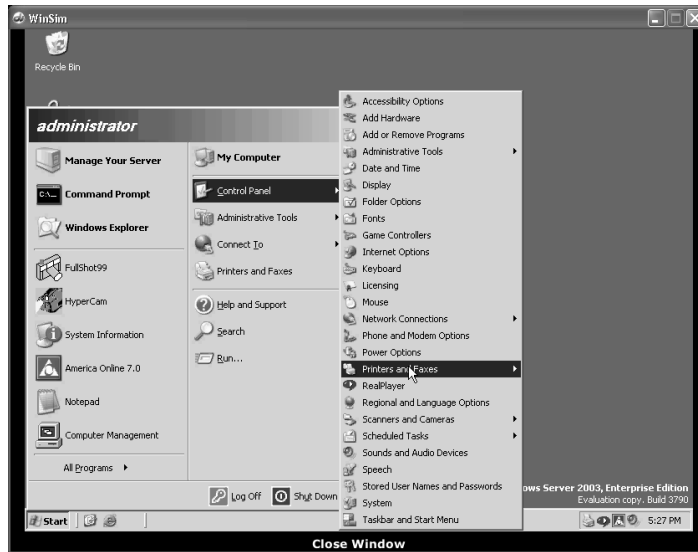 WinSim
Recycle Bin
administrator
Manage Your Server
Command Prompt
Windows Explorer
FullShot99
HyperCam
System Information
America Online 7.0
Notepad
Computer Management
All Programs
My Computer
Control Panel
Administrative Tools
Connect To
Printers and Faxes
Help and Support
Search
Run...
Log Off
Shut Down
Accessibility Options
Add Hardware
Add or Remove Programs
Administrative Tools
Date and Time
Display
Folder Options
Fonts
Game Controllers
Internet Options
Keyboard
Licensing
Mouse
Network Connections
Phone and Modem Options
Power Options
Printers and Faxes
RealPlayer
Regional and Language Options
Scanners and Cameras
Scheduled Tasks
Sounds and Audio Devices
Speech
Stored User Names and Passwords
System
Taskbar and Start Menu
ows Server 2003, Enterprise Edition
Evaluation copy. Build 3790
Start
5:27 PM
Close Window